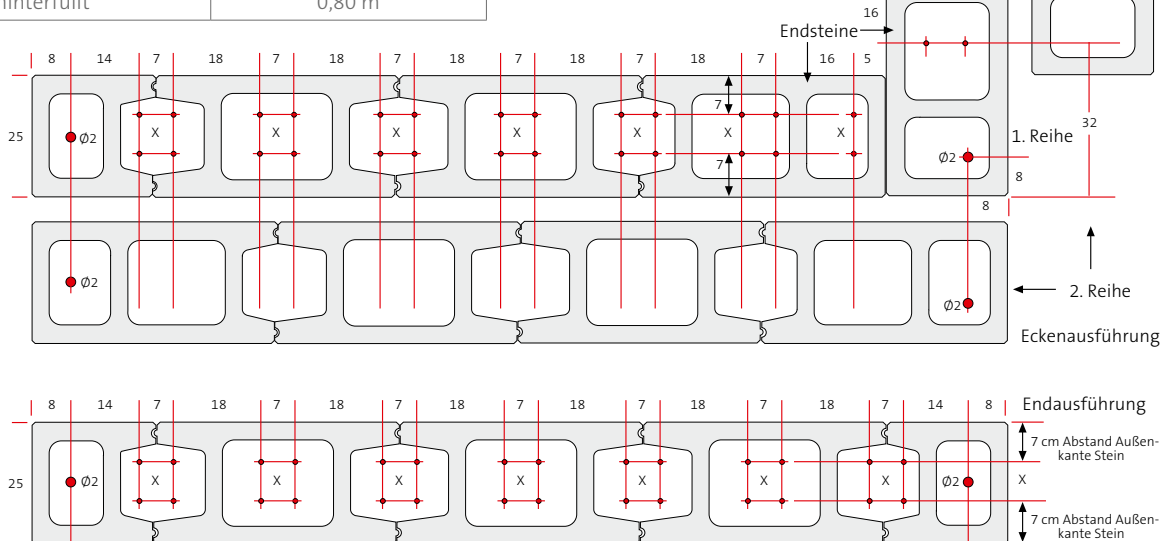 hinterfüllt 0,80 m
16
Endsteine
8 14 7 18 7 18 7 18 7 18 7 18 7 16 5
7
32
25
Ø2 X X X X X X X
1. Reihe
Ø2
7
8
8
Ø2
2. Reihe
Ø2
Eckenausführung
8 14 7 18 7 18 7 18 7 18 7 18 7 18 7 14 8
Endausführung
7 cm Abstand Außen-
kante Stein
25
Ø2 X X X X X X X Ø2 X
7 cm Abstand Außen-
kante Stein